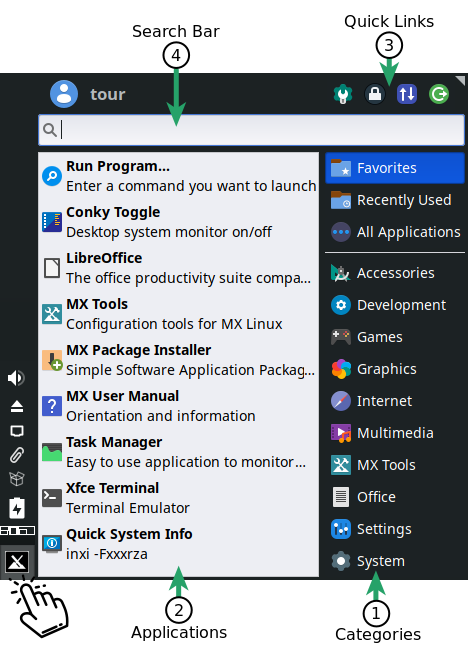 Search Bar
4
Quick Links
3
tour
Run Program...
Enter a command you want to launch
Conky Toggle
Desktop system monitor on/off
LibreOffice
The office productivity suite compa...
MX Tools
Configuration tools for MX Linux
MX Package Installer
Simple Software Application Packag...
MX User Manual
Orientation and information
Task Manager
Easy to use application to monitor...
Xfce Terminal
Terminal Emulator
Quick System Info
inxi -Fxxxrza
Favorites
Recently Used
All Applications
Accessories
Development
Games
Graphics
Internet
Multimedia
MX Tools
Office
Settings
System
2
Applications
1
Categories